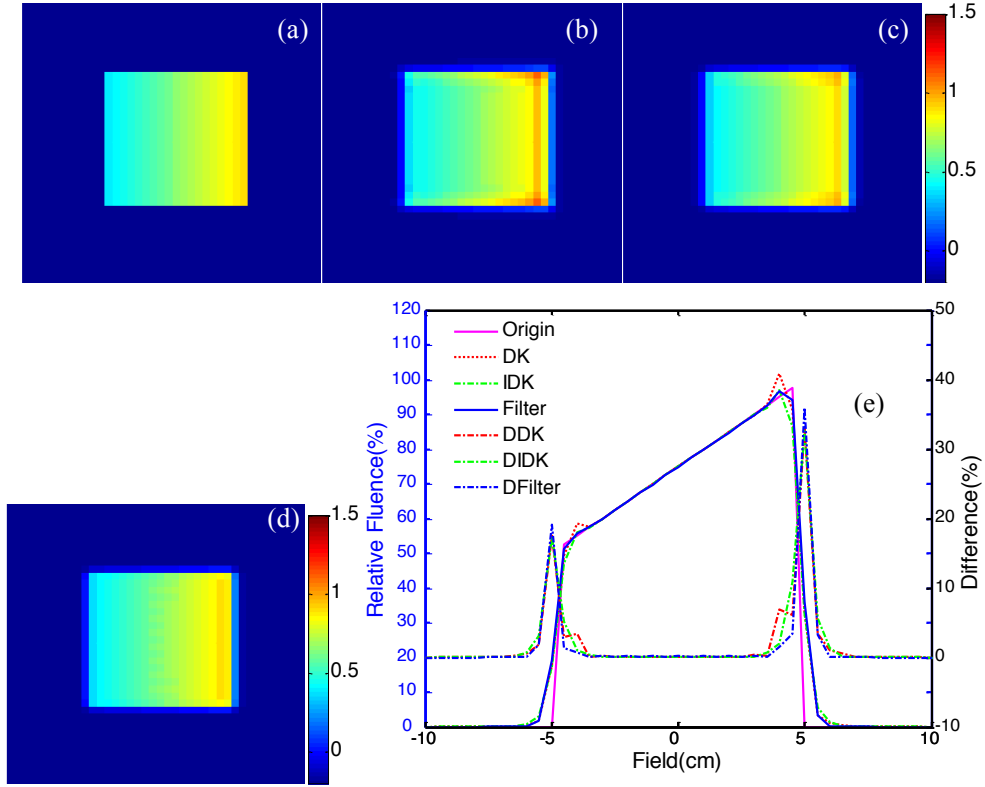 (a)
(b)
(c)
1.5
1
0.5
0
(d)
1.5
1
0.5
0
(e)
Origin
DK
IDK
Filter
DDK
DIDK
DFilter
Relative Fluence(%)
120
110
100
90
80
70
60
50
40
30
20
10
0
Difference(%)
50
40
30
20
10
0
-10
-10
-5
0
5
10
Field(cm)